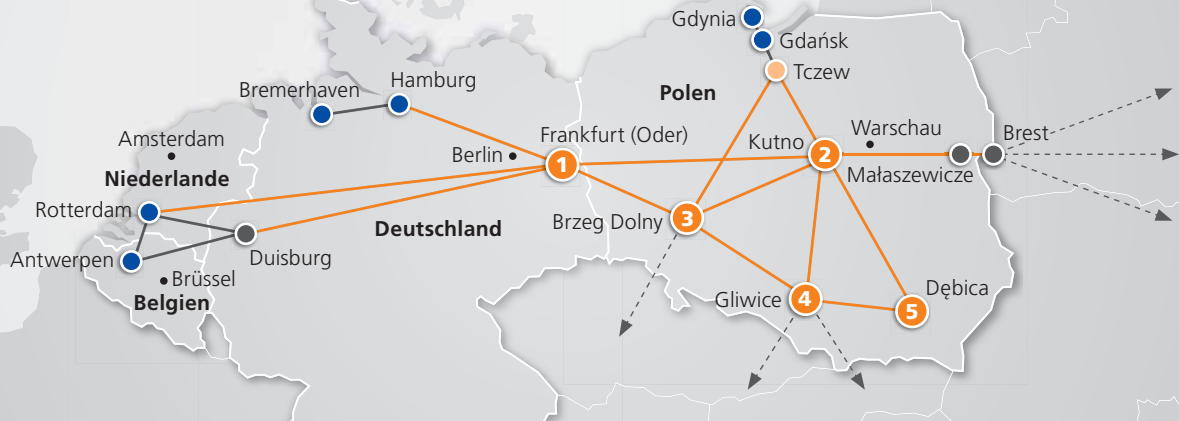 Gdynia
Gdańsk
Tczew
Hamburg
Bremerhaven
Polen
Amsterdam
Niederlande
Berlin
Frankfurt (Oder)
1
Kutno
2
Warschau
Brest
Małaszewicze
Rotterdam
Duisburg
Deutschland
Brzeg Dolny
3
Antwerpen
Brüssel
Belgien
Gliwice
4
Dębica
5